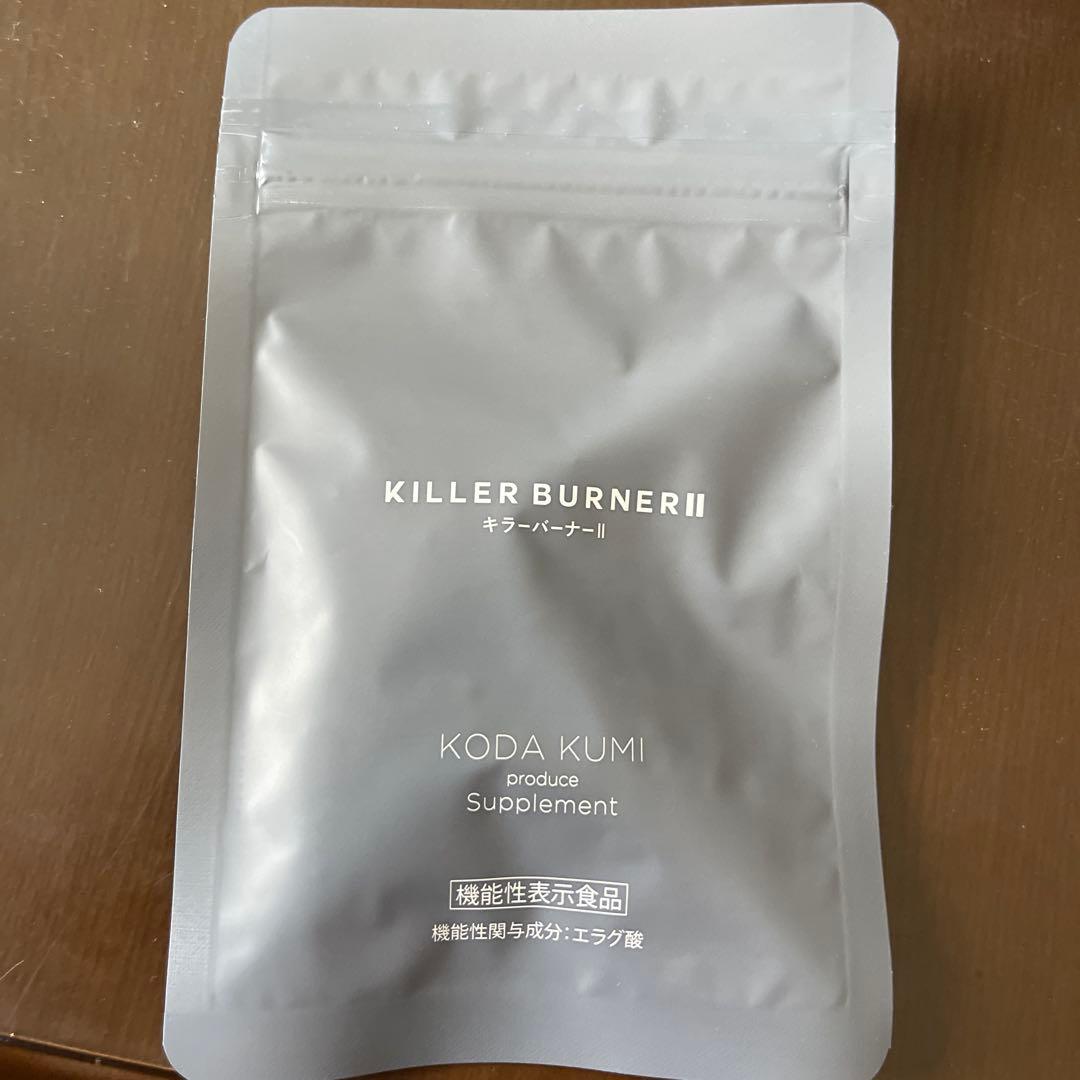 KILLER BURNERⅡ
キラーバーナーⅡ
KODA KUMI
produce
Supplement
機能性表示食品
機能性関与成分：エラグ酸